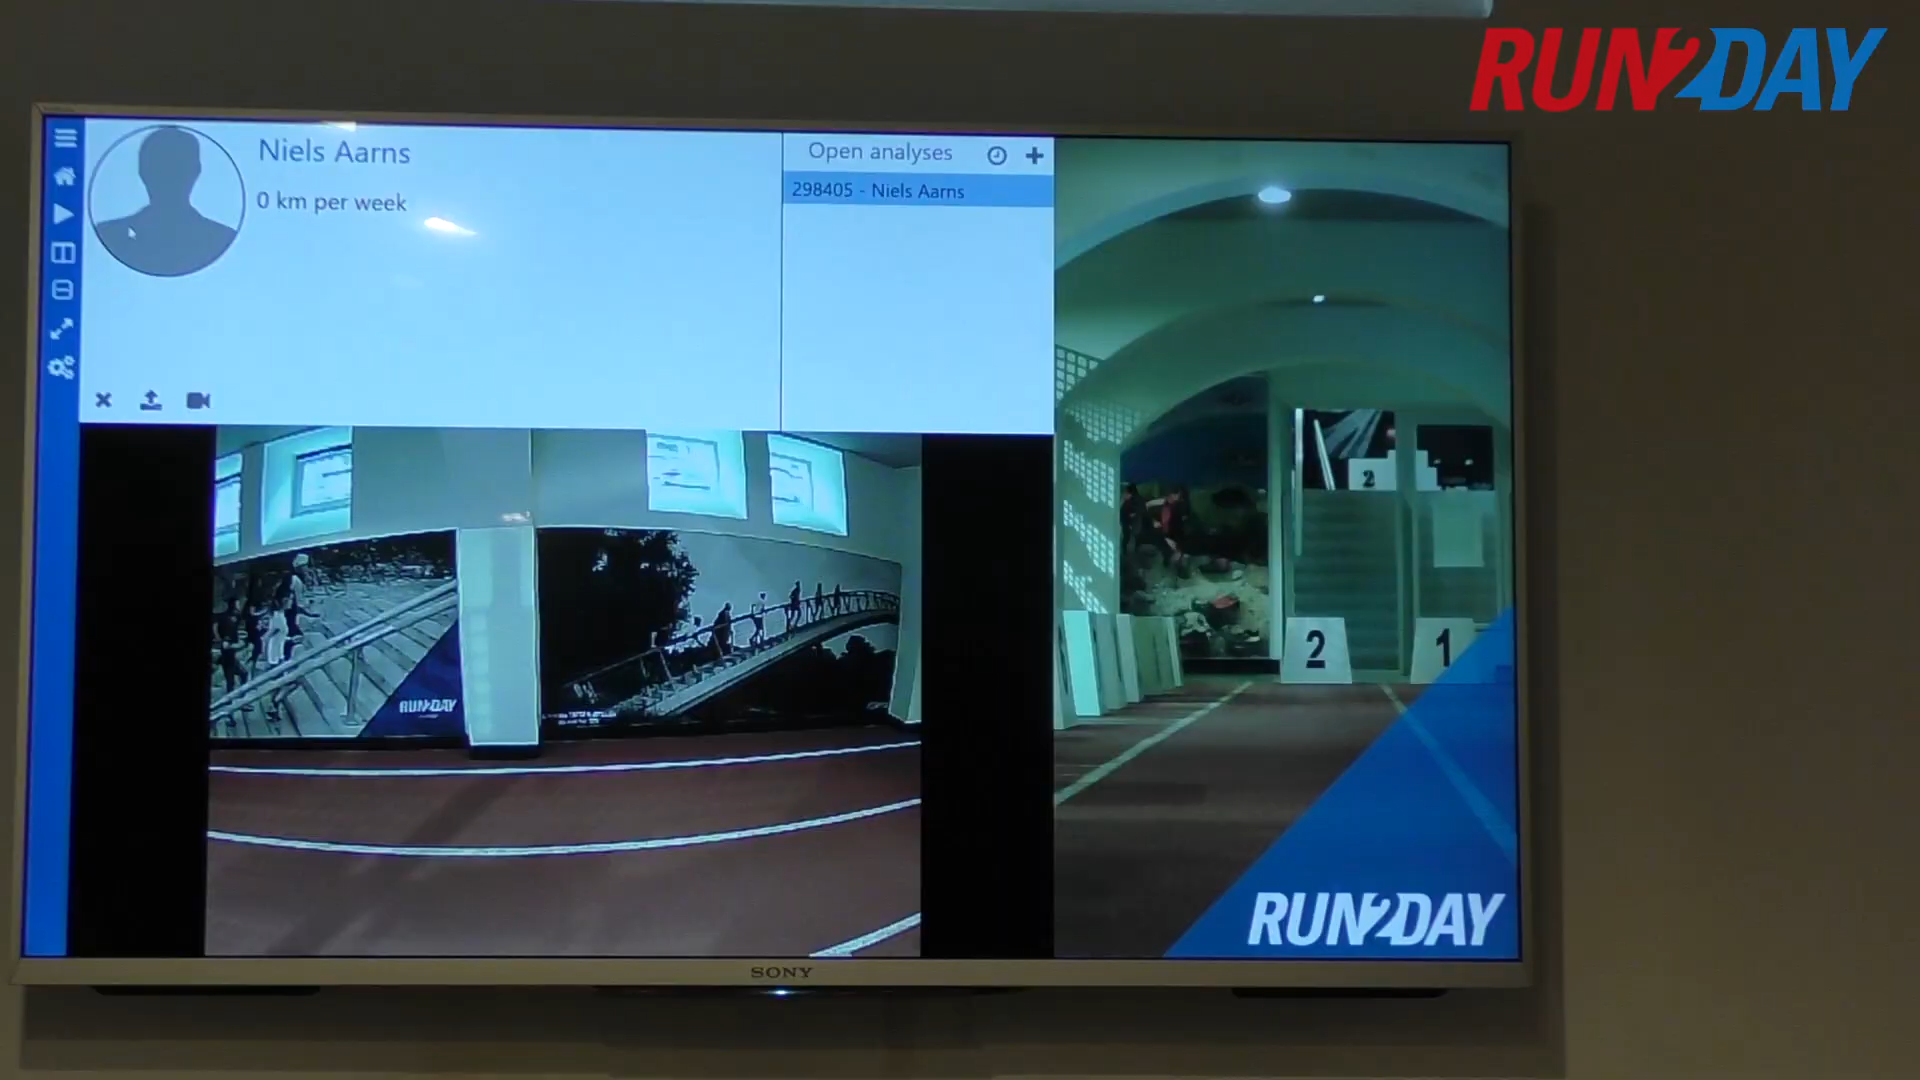 RUN2DAY
Niels Aarns
0 km per week
Open analyses
298405 - Niels Aarns
2
2
1
RUN2DAY
RUN2DAY
SONY